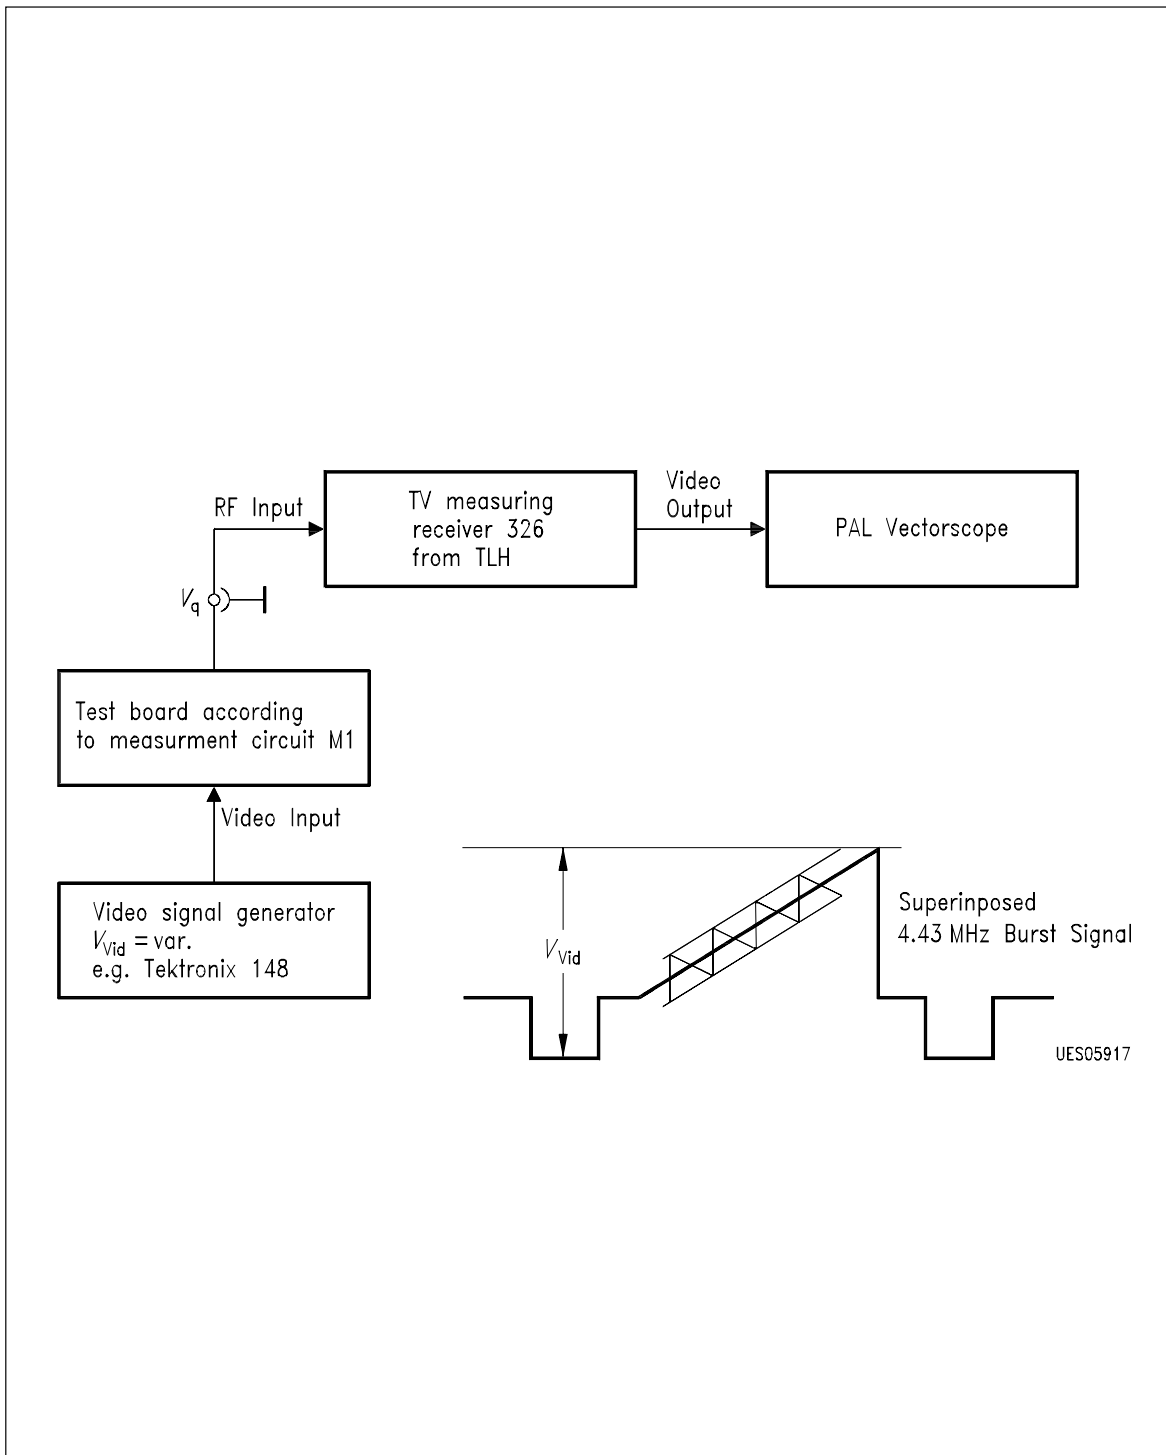 RF Input
TV measuring
receiver 326
from TLH
Video
Output
PAL Vectorscope
Vq
Test board according
to measurment circuit M1
Video Input
Video signal generator
VVid = var.
e.g. Tektronix 148
VVid
Superinposed
4.43 MHz Burst Signal
UES05917